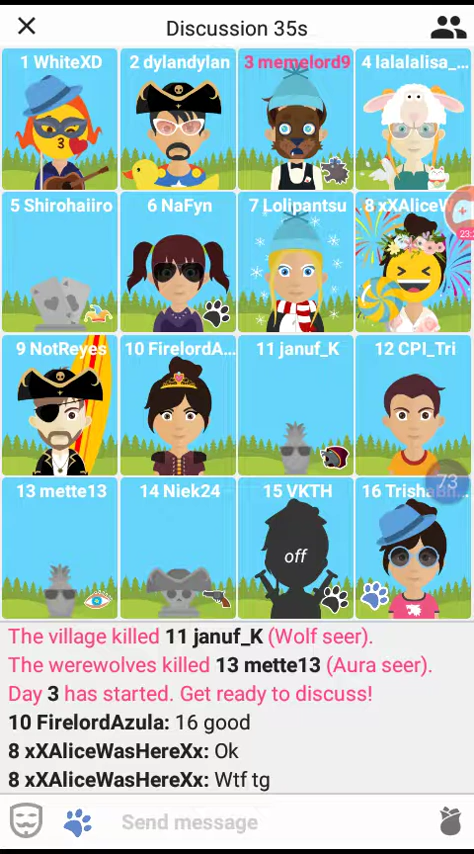 Discussion 35s
1 WhiteXD
2 dylandylan
3 memelord9
4 lalalalisa_...
5 Shirohaiiro
6 NaFyn
7 Lolipantsu
8 xXAliceW
23:
9 NotReyes
10 FirelordA...
11 januf_K
12 CPI_Tri
73
13 mette13
14 Niek24
15 VKTH
16 Trisha
off
The village killed 11 januf_K (Wolf seer).
The werewolves killed 13 mette13 (Aura seer).
Day 3 has started. Get ready to discuss!
10 FirelordAzula: 16 good
8 xXAliceWasHereXx: Ok
8 xXAliceWasHereXx: Wtf tg
Send message